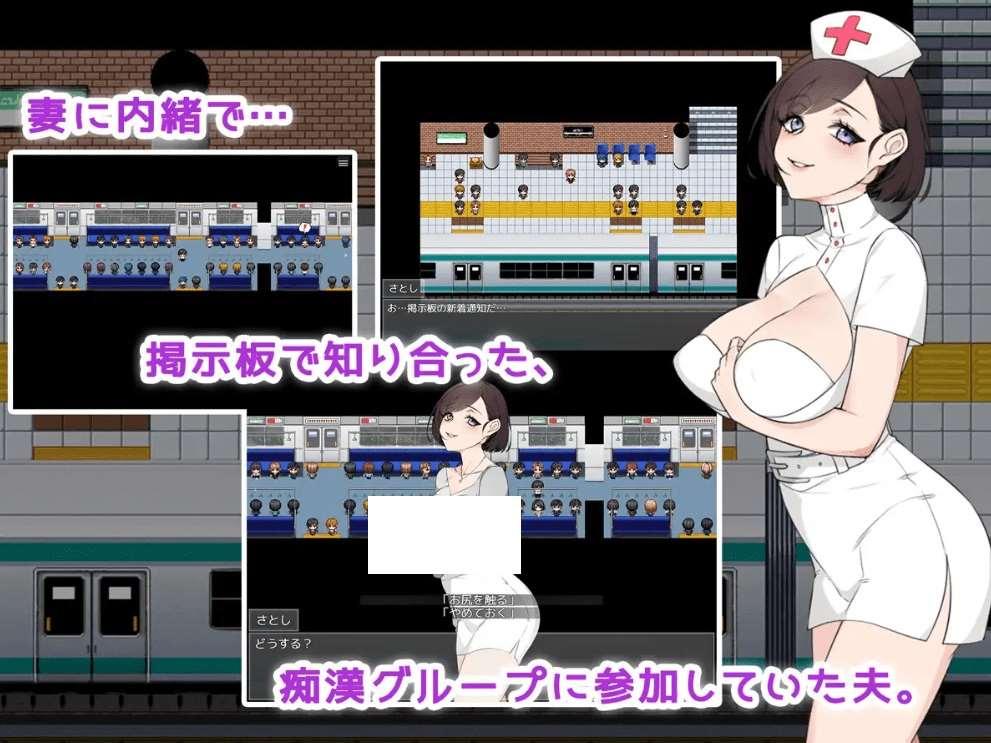 妻に内緒で…
さとし
お…掲示板の新着通知だ…
掲示板で知り合った、
「お尻を触る」
「やめておく」
さとし
どうする？
痴漢グループに参加していた夫。